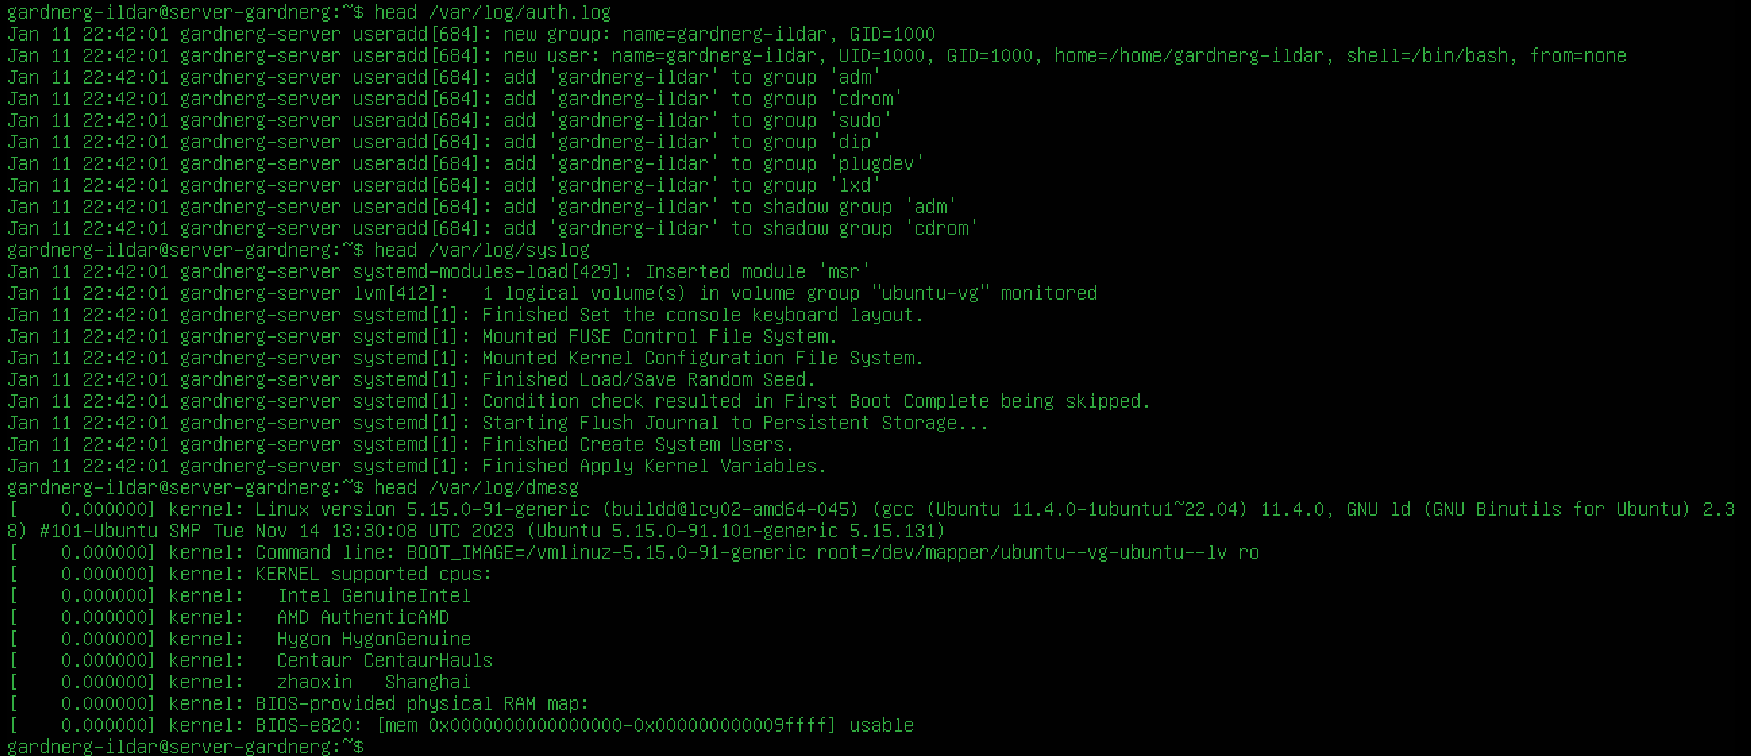 gardnerg-ildar@server-gardnerg:~$ head /var/log/auth.log
Jan 11 22:42:01 gardnerg-server useradd[684]: new group: name=gardnerg-ildar, GID=1000
Jan 11 22:42:01 gardnerg-server useradd[684]: new user: name=gardnerg-ildar, UID=1000, GID=1000, home=/home/gardnerg-ildar, shell=/bin/bash, from=none
Jan 11 22:42:01 gardnerg-server useradd[684]: add 'gardnerg-ildar' to group 'adm'
Jan 11 22:42:01 gardnerg-server useradd[684]: add 'gardnerg-ildar' to group 'cdrom'
Jan 11 22:42:01 gardnerg-server useradd[684]: add 'gardnerg-ildar' to group 'sudo'
Jan 11 22:42:01 gardnerg-server useradd[684]: add 'gardnerg-ildar' to group 'dip'
Jan 11 22:42:01 gardnerg-server useradd[684]: add 'gardnerg-ildar' to group 'plugdev'
Jan 11 22:42:01 gardnerg-server useradd[684]: add 'gardnerg-ildar' to group 'lxd'
Jan 11 22:42:01 gardnerg-server useradd[684]: add 'gardnerg-ildar' to shadow group 'adm'
Jan 11 22:42:01 gardnerg-server useradd[684]: add 'gardnerg-ildar' to shadow group 'cdrom'
gardnerg-ildar@server-gardnerg:~$ head /var/log/syslog
Jan 11 22:42:01 gardnerg-server systemd-modules-load[429]: Inserted module 'msr'
Jan 11 22:42:01 gardnerg-server lvm[412]:   1 logical volume(s) in volume group "ubuntu-vg" monitored
Jan 11 22:42:01 gardnerg-server systemd[1]: Finished Set the console keyboard layout.
Jan 11 22:42:01 gardnerg-server systemd[1]: Mounted FUSE Control File System.
Jan 11 22:42:01 gardnerg-server systemd[1]: Mounted Kernel Configuration File System.
Jan 11 22:42:01 gardnerg-server systemd[1]: Finished Load/Save Random Seed.
Jan 11 22:42:01 gardnerg-server systemd[1]: Condition check resulted in First Boot Complete being skipped.
Jan 11 22:42:01 gardnerg-server systemd[1]: Starting Flush Journal to Persistent Storage...
Jan 11 22:42:01 gardnerg-server systemd[1]: Finished Create System Users.
Jan 11 22:42:01 gardnerg-server systemd[1]: Finished Apply Kernel Variables.
gardnerg-ildar@server-gardnerg:~$ head /var/log/dmesg
[    0.000000] kernel: Linux version 5.15.0-91-generic (buildd@lcy02-amd64-045) (gcc (Ubuntu 11.4.0-1ubuntu1~22.04) 11.4.0, GNU ld (GNU Binutils for Ubuntu) 2.3
8) #101-Ubuntu SMP Tue Nov 14 13:30:08 UTC 2023 (Ubuntu 5.15.0-91.101-generic 5.15.131)
[    0.000000] kernel: Command line: BOOT_IMAGE=/vmlinuz-5.15.0-91-generic root=/dev/mapper/ubuntu--vg-ubuntu--lv ro
[    0.000000] kernel: KERNEL supported cpus:
[    0.000000] kernel:   Intel GenuineIntel
[    0.000000] kernel:   AMD AuthenticAMD
[    0.000000] kernel:   Hygon HygonGenuine
[    0.000000] kernel:   Centaur CentaurHauls
[    0.000000] kernel:   zhaoxin   Shanghai
[    0.000000] kernel: BIOS-provided physical RAM map:
[    0.000000] kernel: BIOS-e820: [mem 0x0000000000000000-0x000000000009ffff] usable
gardnerg-ildar@server-gardnerg:~$